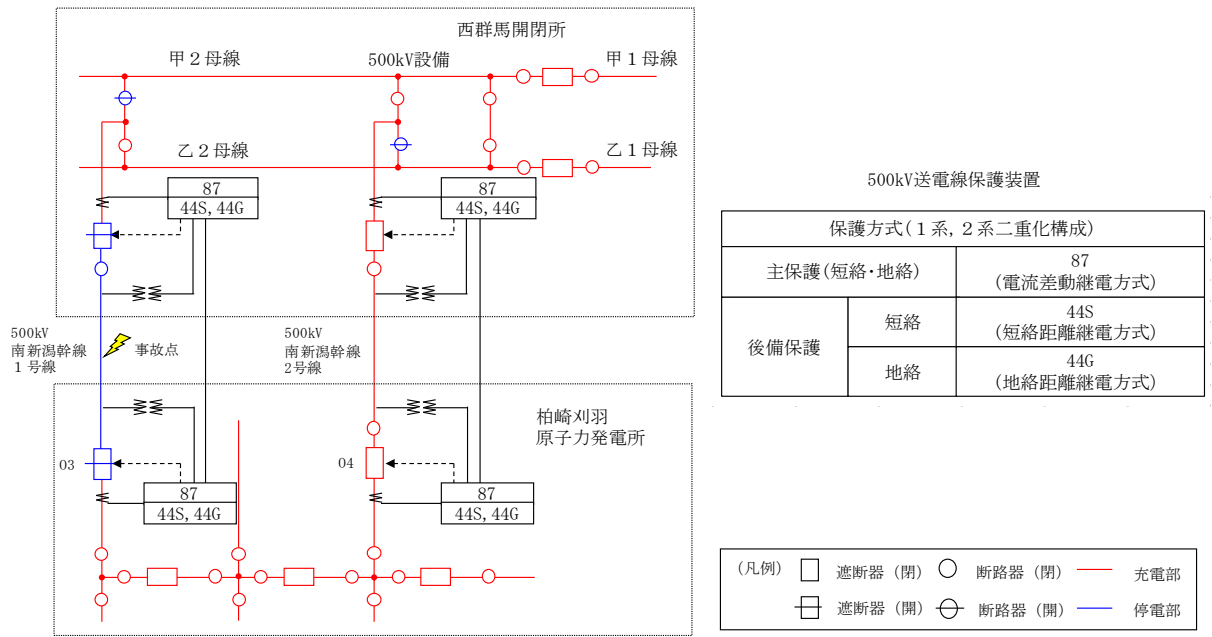 西群馬開閉所
甲２母線
500kV設備
甲１母線
乙２母線
乙１母線
87
44S,44G
87
44S,44G
500kV
南新潟幹線
１号線
事故点
500kV
南新潟幹線
2号線
柏崎刈羽
原子力発電所
03
04
87
44S,44G
87
44S,44G
500kV送電線保護装置
保護方式(１系,２系二重化構成)
主保護(短絡・地絡)
87
(電流差動継電方式)
後備保護
短絡
44S
(短絡距離継電方式)
地絡
44G
(地絡距離継電方式)
(凡例)
遮断器（閉）
断路器（閉）
充電部
遮断器（開）
断路器（開）
停電部